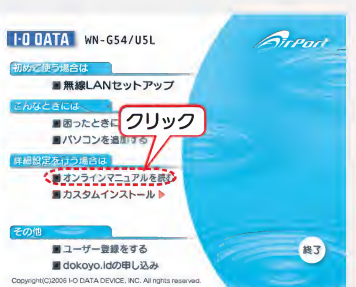 I-O DATA WN-G54/U5L
AirPort
初めて使う場合は
■無線LANセットアップ
こんなときには
■困ったときに
クリック
■パソコンを追加する
詳細設定を行う場合は
■オンラインマニュアルを読む
■カスタムインストール▶
その他
■ユーザー登録をする
終了
■dokoyo.idの申し込み
Copyright(C)2006 I-O DATA DEVICE, INC. All rights reserved.